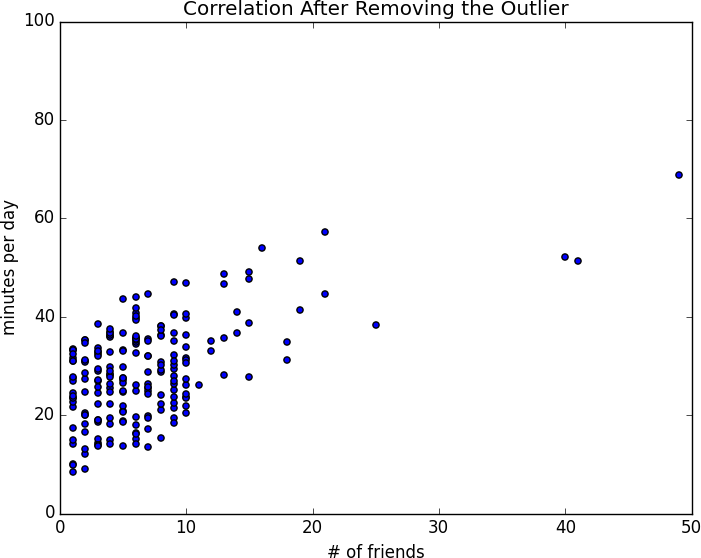 Correlation After Removing the Outlier
100
80
60
40
20
0
0 10 20 30 40 50
minutes per day
# of friends